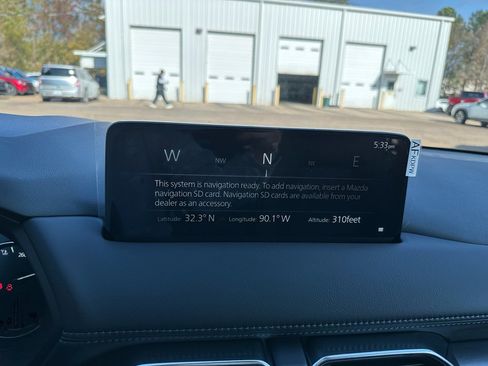 5:33 pm
W NW N NE E
This system is navigation ready. To add navigation, insert a Mazda
navigation SD card. Navigation SD cards are available from your
dealer as an accessory.
Latitude: 32.3° N Longitude: 90.1° W Altitude: 310feet